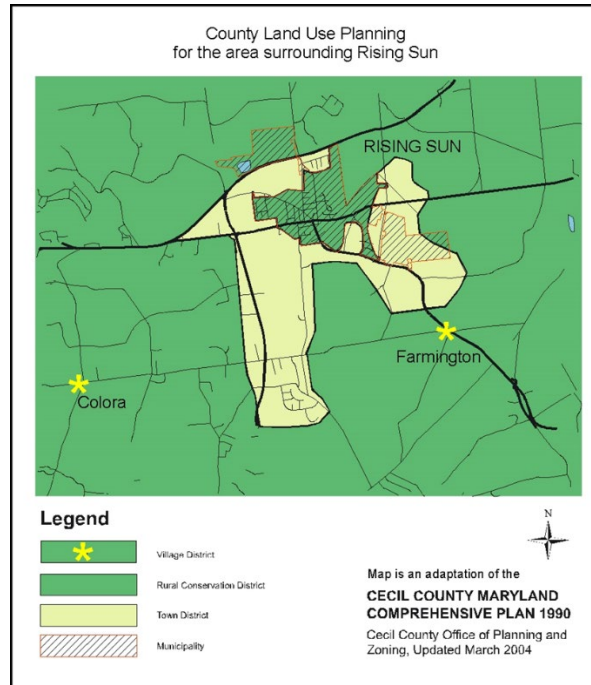 County Land Use Planning
for the area surrounding Rising Sun
RISING SUN
Farmington
Colora
Legend
Village District
Rural Conservation District
Town District
Municipality
N
Map is an adaptation of the
CECIL COUNTY MARYLAND
COMPREHENSIVE PLAN 1990
Cecil County Office of Planning and
Zoning, Updated March 2004